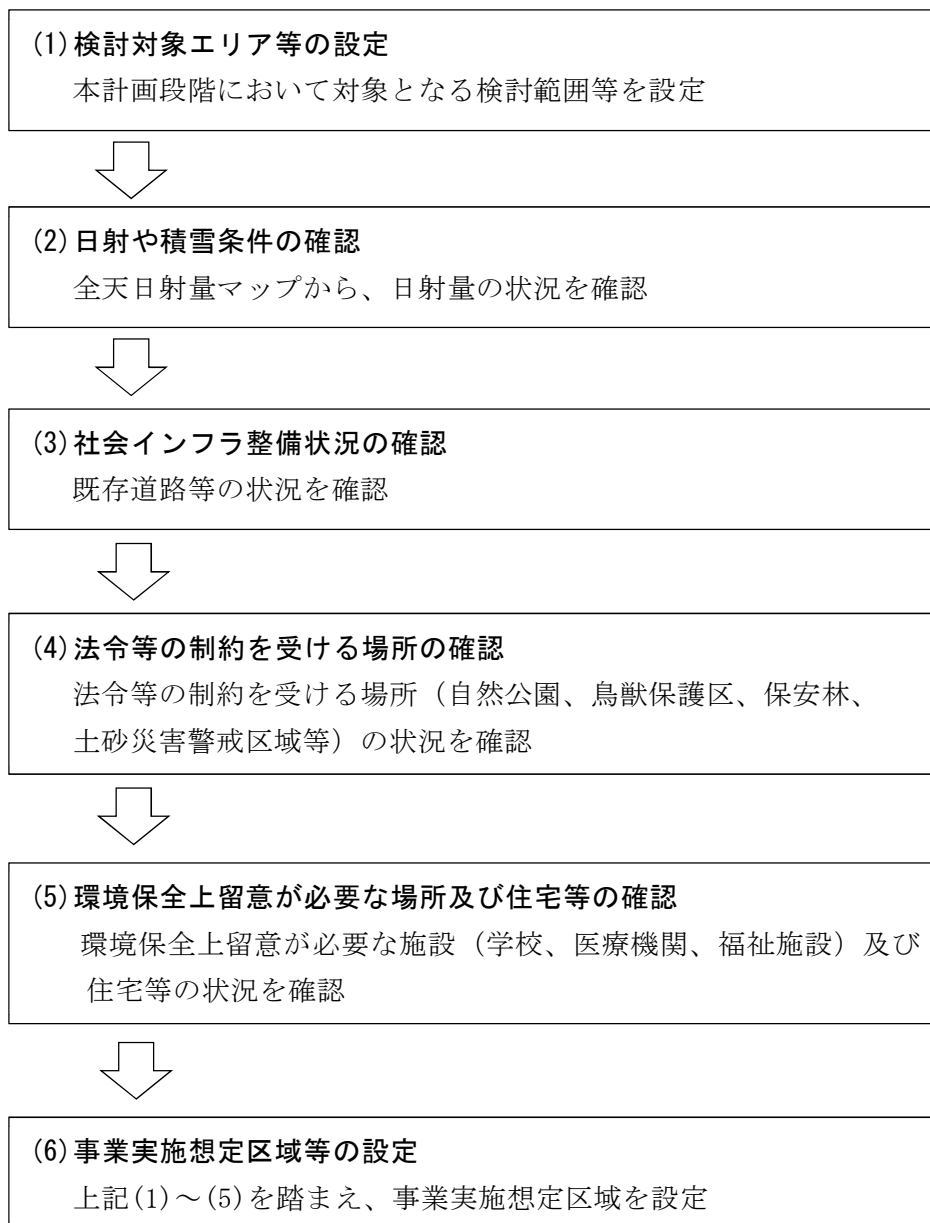 (1)検討対象エリア等の設定
本計画段階において対象となる検討範囲等を設定
(2)日射や積雪条件の確認
全天日射量マップから、日射量の状況を確認
(3)社会インフラ整備状況の確認
既存道路等の状況を確認
(4)法令等の制約を受ける場所の確認
法令等の制約を受ける場所（自然公園、鳥獣保護区、保安林、
土砂災害警戒区域等）の状況を確認
(5)環境保全上留意が必要な場所及び住宅等の確認
環境保全上留意が必要な施設（学校、医療機関、福祉施設）及び
住宅等の状況を確認
(6)事業実施想定区域等の設定
上記(1)～(5)を踏まえ、事業実施想定区域を設定